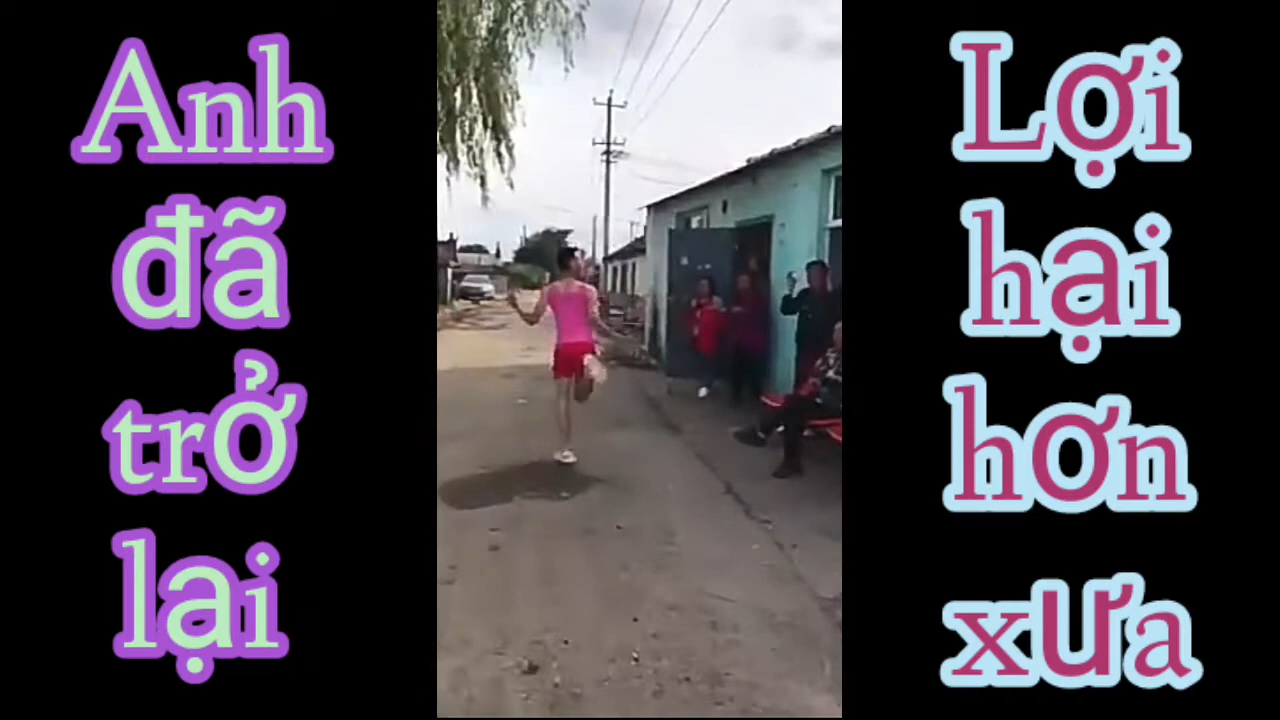 Anh
đã
trở
lại
Lợi
hại
hơn
xưa